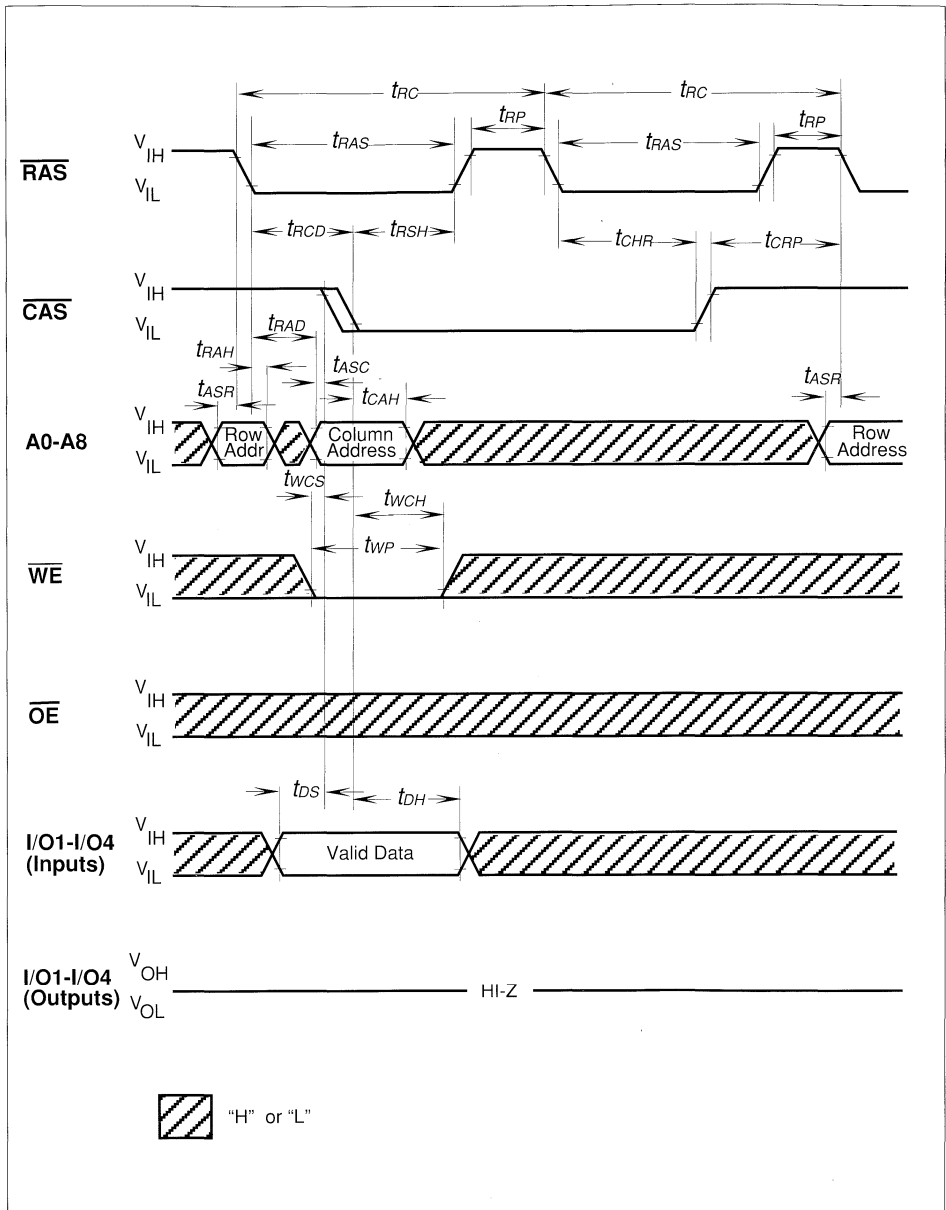 tRC tRC
tRP tRP
tRAS tRAS
RAS VIH
VIL
tRCD tRSH tCHR tCRP
CAS VIH
VIL
tRAD
tRAH tASC
tASR tCAH tASR
A0-A8 VIH
VIL
Row Addr
Column Address
Row Address
tWCS tWCH
tWP
WE VIH
VIL
OE VIH
VIL
tDS tDH
I/O1-I/O4 (Inputs) VIH
VIL
Valid Data
I/O1-I/O4 (Outputs) VOH
VOL
HI-Z
"H" or "L"